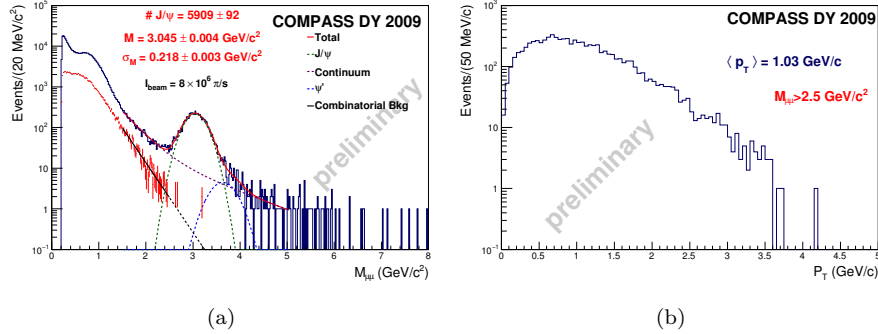 COMPASS DY 2009
# J/ψ = 5909 ± 92
M = 3.045 ± 0.004 GeV/c²
σ_M = 0.218 ± 0.003 GeV/c²
I_beam = 8 × 10⁶ π/s
Total
J/ψ
Continuum
ψ'
Combinatorial Bkg
preliminary
Events/(20 MeV/c²)
10⁴
10³
10²
10
1
10⁻¹
0 1 2 3 4 5 6 7 8
M_μμ (GeV/c²)
(a)
COMPASS DY 2009
⟨ p_T ⟩ = 1.03 GeV/c
M_μμ>2.5 GeV/c²
preliminary
Events/(50 MeV/c)
10³
10²
10
1
10⁻¹
0 0.5 1 1.5 2 2.5 3 3.5 4 4.5 5
P_T (GeV/c)
(b)